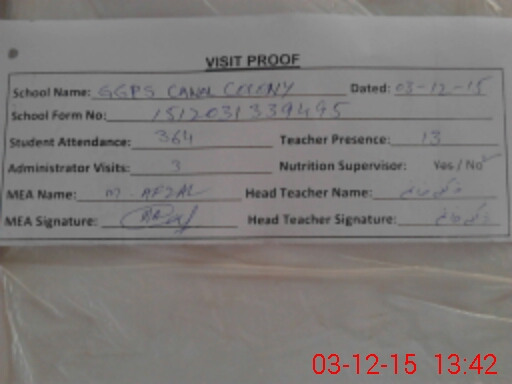 VISIT PROOF
School Name: GGPS CANAL COLONY Dated: 03-12-15
School Form No: 1512031339495
Student Attendance: 364 Teacher Presence: 13
Administrator Visits: 3 Nutrition Supervisor: Yes / No
MEA Name: M. AFZAL Head Teacher Name:
MEA Signature: Head Teacher Signature:
03-12-15 13:42